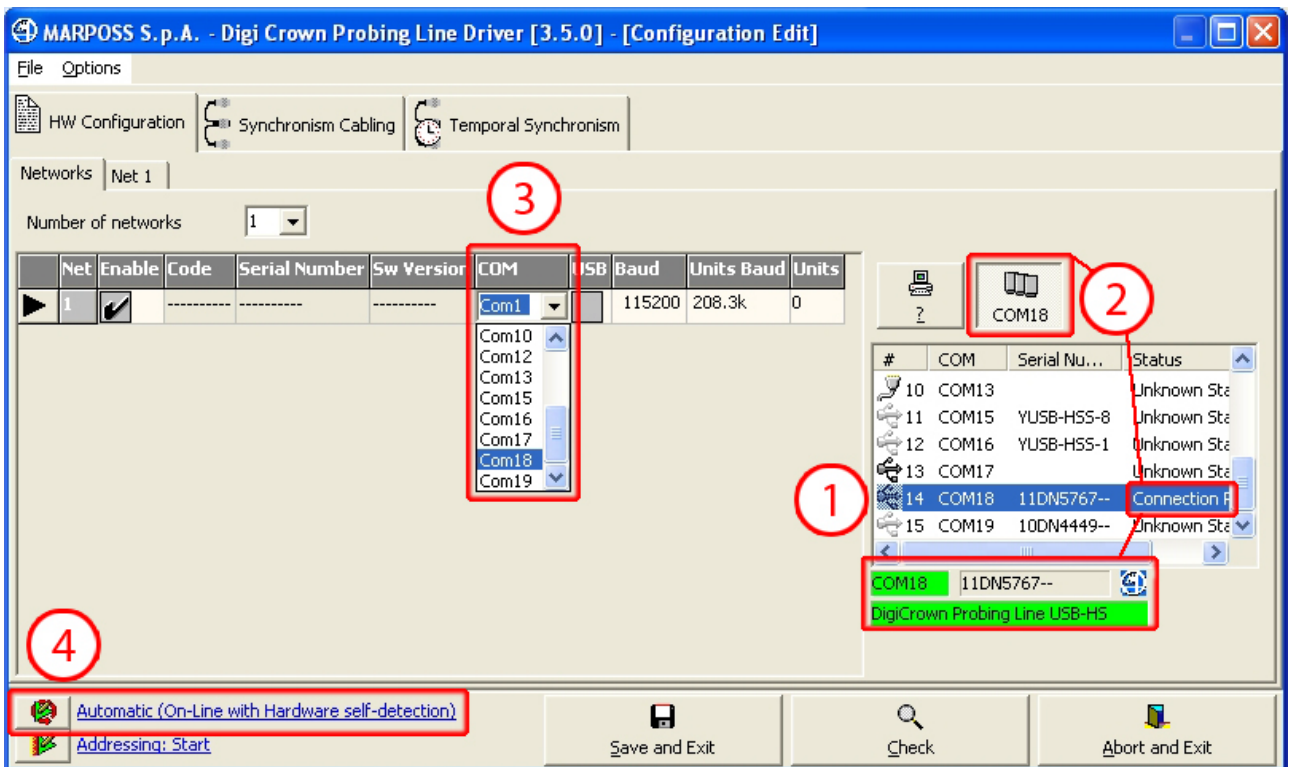 MARPOSS S.p.A. - Digi Crown Probing Line Driver [3.5.0] - [Configuration Edit]
File Options
HW Configuration Synchronism Cabling Temporal Synchronism
Networks Net 1
Number of networks 1
3
Net Enable Code Serial Number Sw Version COM USB Baud Units Baud Units
1 ---------- ---------- ---------- Com1 115200 208.3k 0
Com10
Com12
Com13
Com15
Com16
Com17
Com18
Com19
? COM18
2
# COM Serial Nu... Status
10 COM13 Unknown Sta
11 COM15 YUSB-HSS-8 Unknown Sta
12 COM16 YUSB-HSS-1 Unknown Sta
13 COM17 Unknown Sta
1
14 COM18 11DN5767-- Connection
15 COM19 10DN4449-- Unknown Sta
COM18 11DN5767--
DigiCrown Probing Line USB-HS
4
Automatic (On-Line with Hardware self-detection)
Addressing: Start
Save and Exit Check Abort and Exit